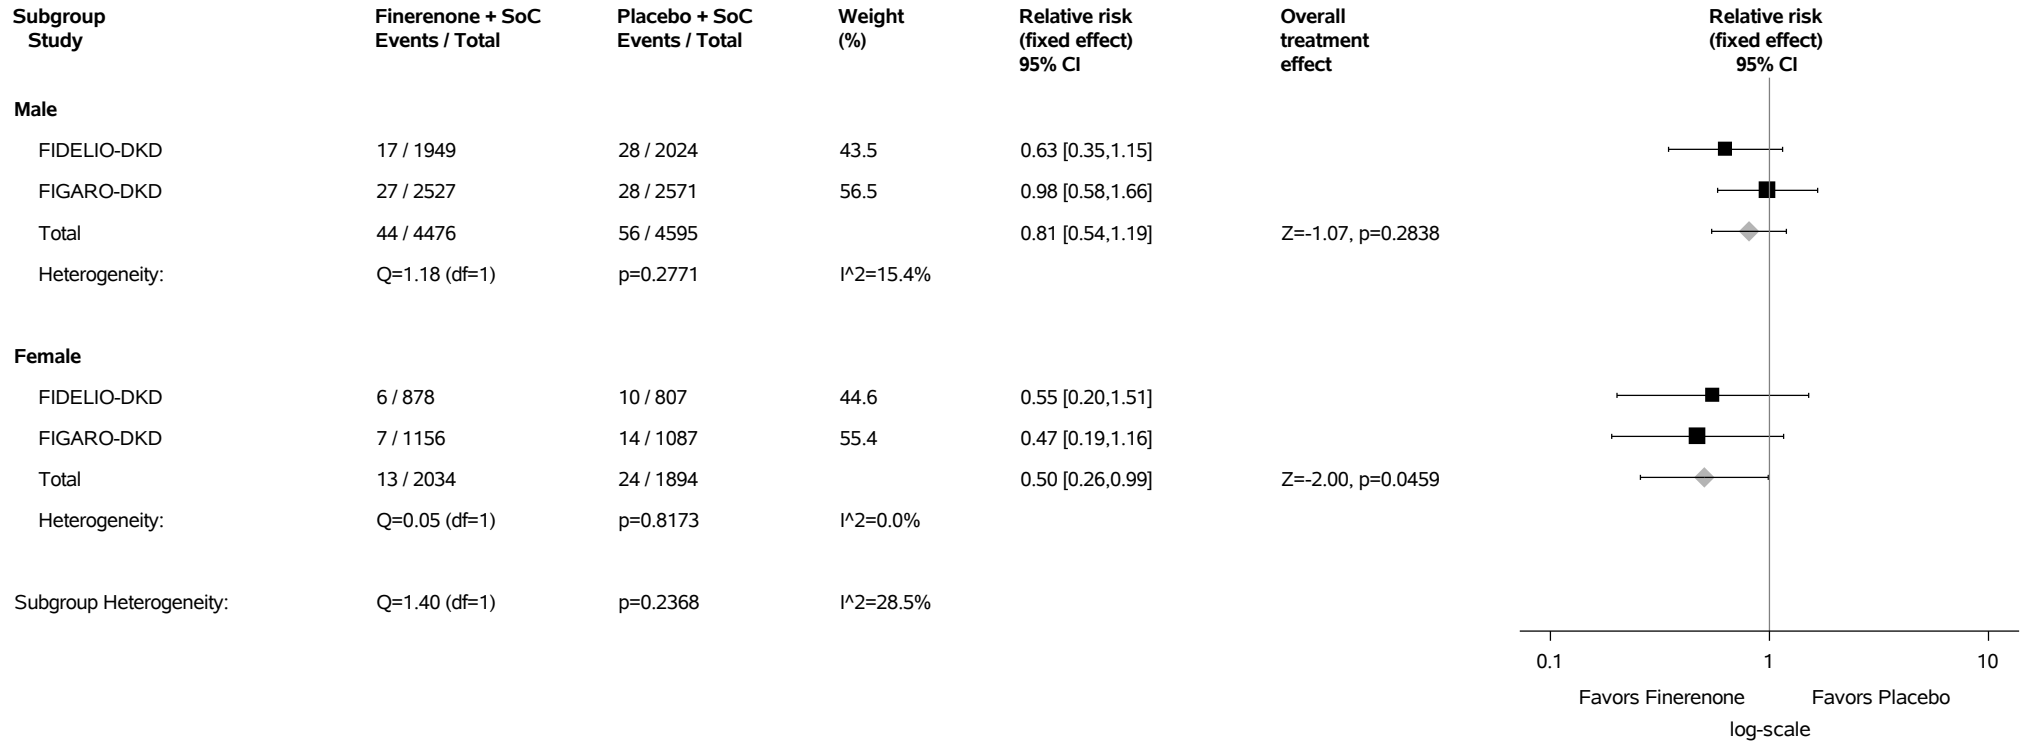 Subgroup Finerenone + SoC Placebo + SoC Weight Relative risk Overall Relative risk
Study Events / Total Events / Total (%) (fixed effect) treatment (fixed effect)
95% CI effect 95% CI
Male
FIDELIO-DKD 17 / 1949 28 / 2024 43.5 0.63 [0.35,1.15]
FIGARO-DKD 27 / 2527 28 / 2571 56.5 0.98 [0.58,1.66]
Total 44 / 4476 56 / 4595 0.81 [0.54,1.19] Z=-1.07, p=0.2838
Heterogeneity: Q=1.18 (df=1) p=0.2771 I^2=15.4%
Female
FIDELIO-DKD 6 / 878 10 / 807 44.6 0.55 [0.20,1.51]
FIGARO-DKD 7 / 1156 14 / 1087 55.4 0.47 [0.19,1.16]
Total 13 / 2034 24 / 1894 0.50 [0.26,0.99] Z=-2.00, p=0.0459
Heterogeneity: Q=0.05 (df=1) p=0.8173 I^2=0.0%
Subgroup Heterogeneity: Q=1.40 (df=1) p=0.2368 I^2=28.5%
0.1 1 10
Favors Finerenone Favors Placebo
log-scale